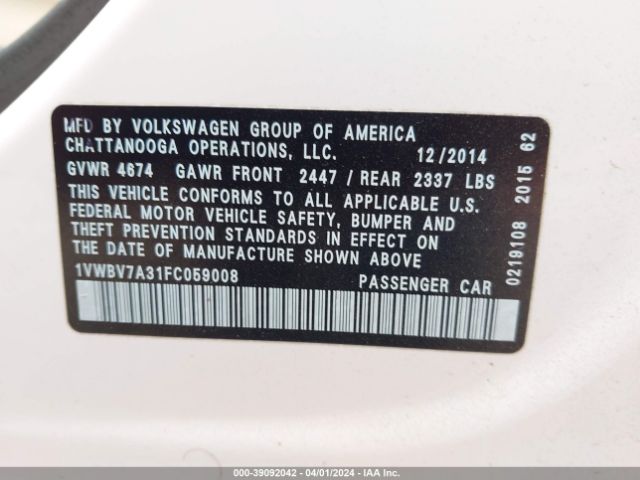 MFD BY VOLKSWAGEN GROUP OF AMERICA
CHATTANOOGA OPERATIONS, LLC. 12/2014
GVWR 4674 GAWR FRONT 2447 / REAR 2337 LBS
THIS VEHICLE CONFORMS TO ALL APPLICABLE U.S.
FEDERAL MOTOR VEHICLE SAFETY, BUMPER AND
THEFT PREVENTION STANDARDS IN EFFECT ON
THE DATE OF MANUFACTURE SHOWN ABOVE
1VWBV7A31FC059008 PASSENGER CAR
0219108 2015 62
000-39092042 - 04/01/2024 - IAAI.com